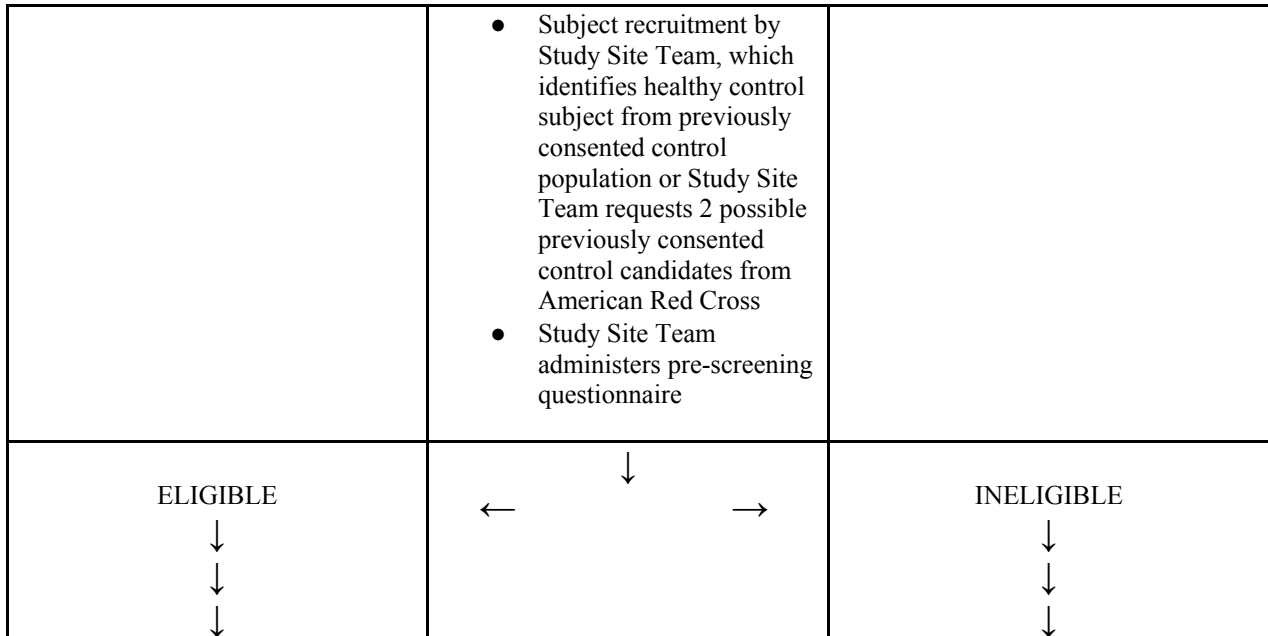 ● Subject recruitment by
Study Site Team, which
identifies healthy control
subject from previously
consented control
population or Study Site
Team requests 2 possible
previously consented
control candidates from
American Red Cross
● Study Site Team
administers pre-screening
questionnaire
↓
ELIGIBLE
← →
INELIGIBLE
↓ ↓
↓ ↓
↓ ↓